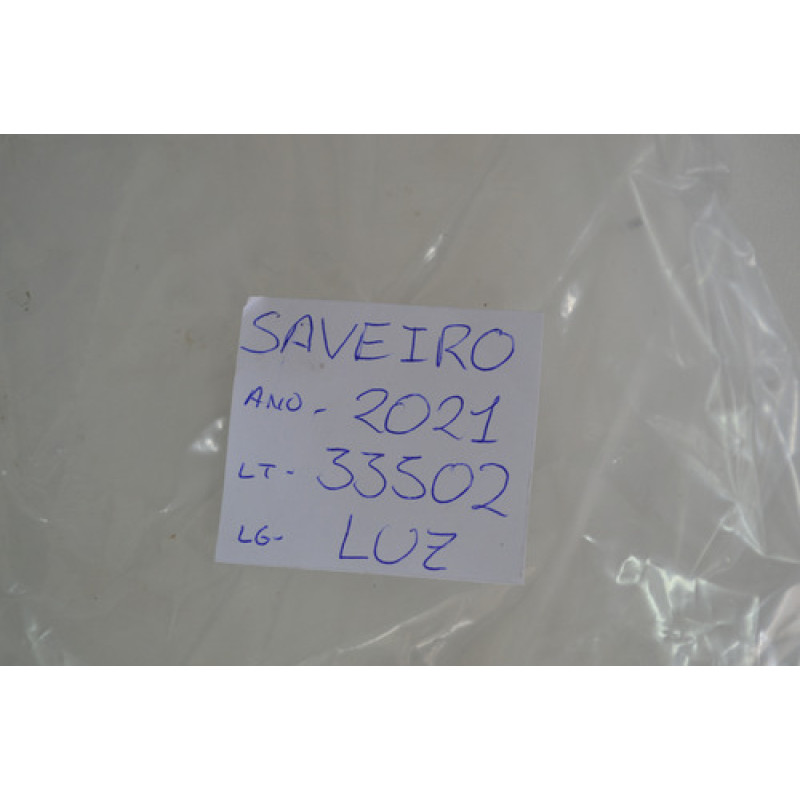 SAVEIRO
ANO- 2021
LT- 33502
LG- LUZ